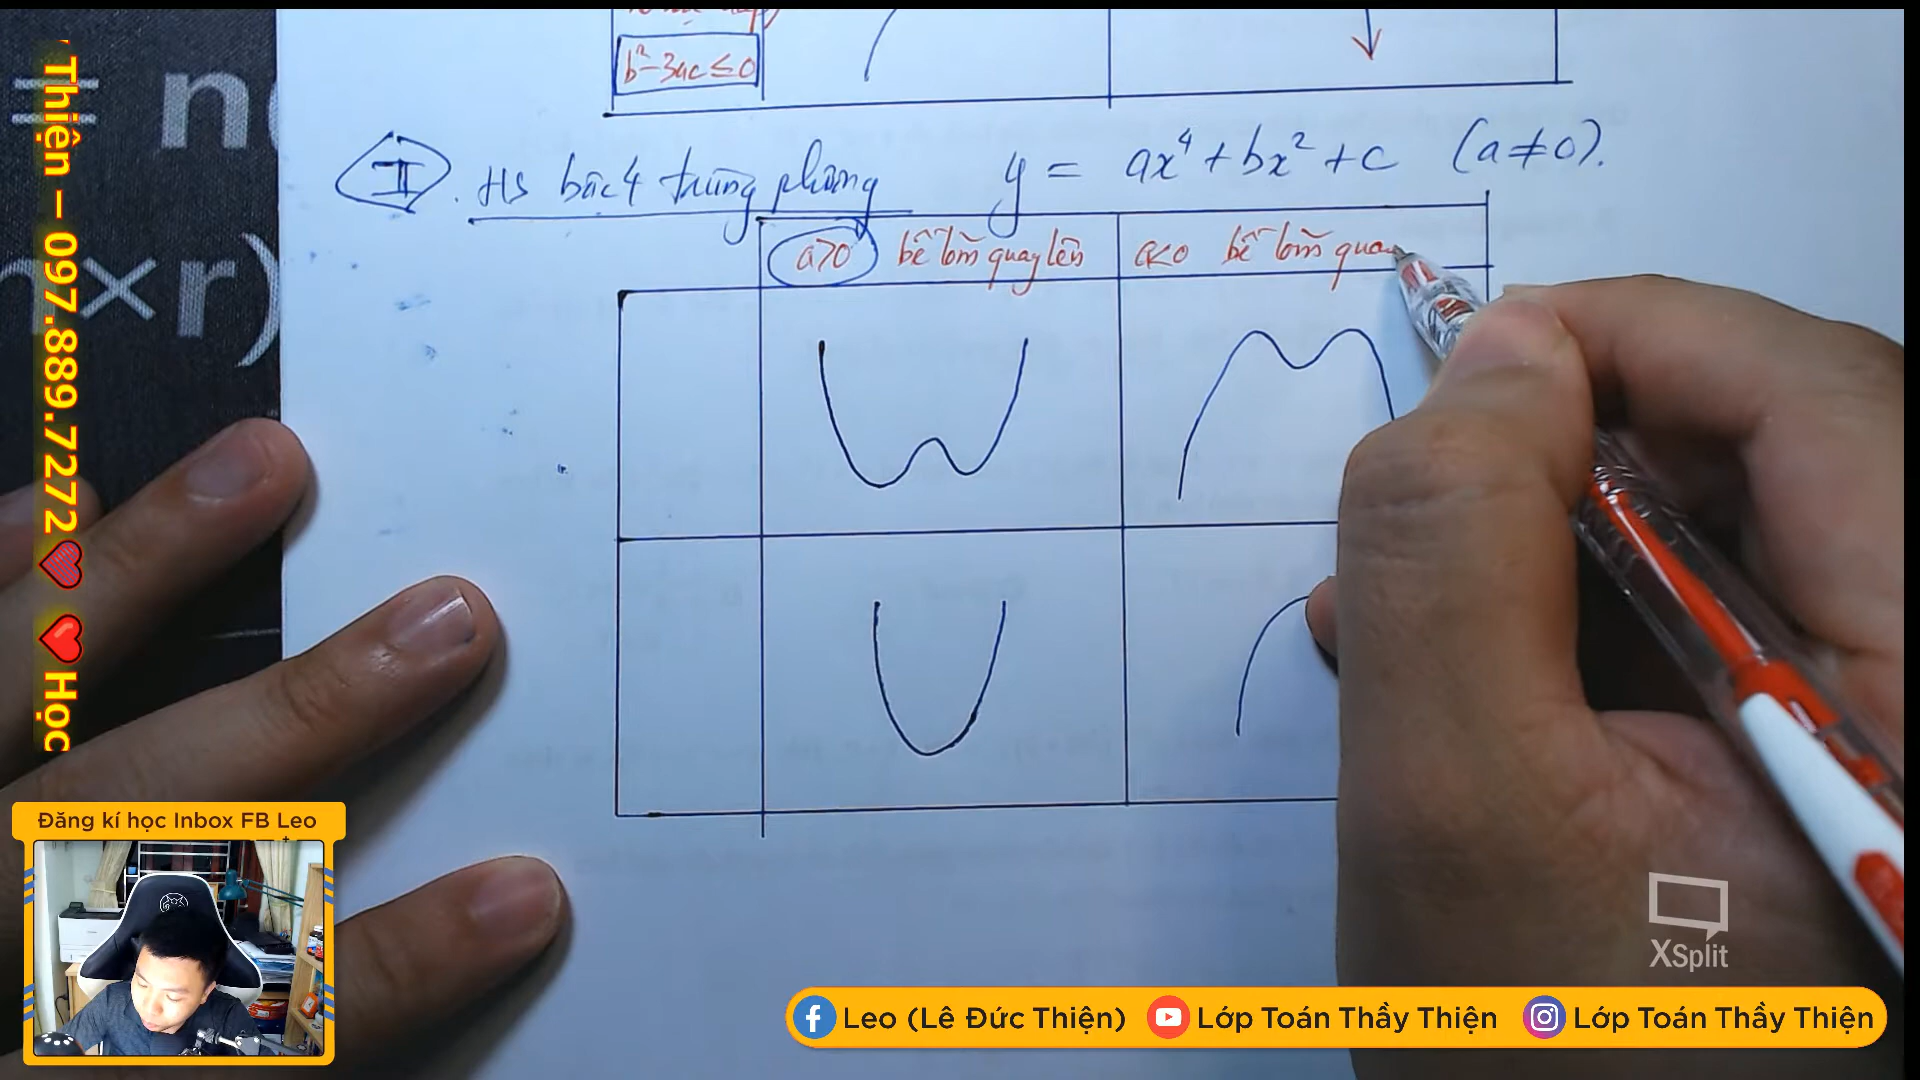 b² - 3ac ≤ 0
II. HS bậc 4 trùng phương y = ax⁴ + bx² + c (a ≠ 0).
a>0 bề lõm quay lên a<0 bề lõm quay
Thiện – 097.889.7272 Học
Đăng kí học Inbox FB Leo
XSplit
Leo (Lê Đức Thiện) Lớp Toán Thầy Thiện Lớp Toán Thầy Thiện